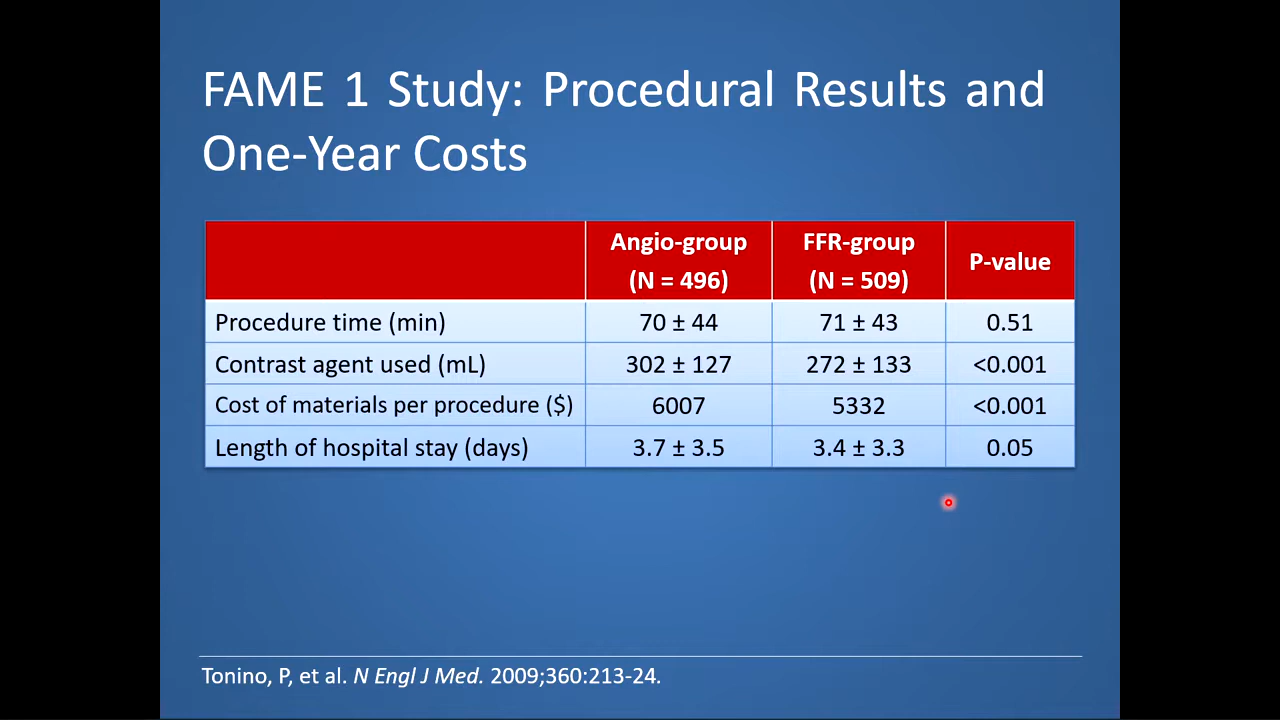 FAME 1 Study: Procedural Results and
One-Year Costs
Angio-group FFR-group P-value
(N = 496) (N = 509)
Procedure time (min) 70 ± 44 71 ± 43 0.51
Contrast agent used (mL) 302 ± 127 272 ± 133 <0.001
Cost of materials per procedure ($) 6007 5332 <0.001
Length of hospital stay (days) 3.7 ± 3.5 3.4 ± 3.3 0.05
Tonino, P, et al. N Engl J Med. 2009;360:213-24.